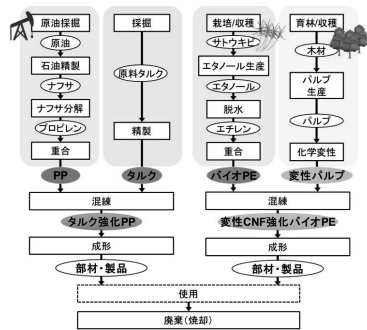 原油採掘
原油
石油精製
ナフサ
ナフサ分解
プロピレン
重合
PP
採掘
原料タルク
精製
タルク
混練
タルク強化PP
成形
部材・製品
栽培/収穫
サトウキビ
エタノール生産
エタノール
脱水
エチレン
重合
バイオPE
育林/収穫
木材
パルプ
生産
パルプ
化学変性
変性パルプ
混練
変性CNF強化バイオPE
成形
部材・製品
使用
廃棄(焼却)